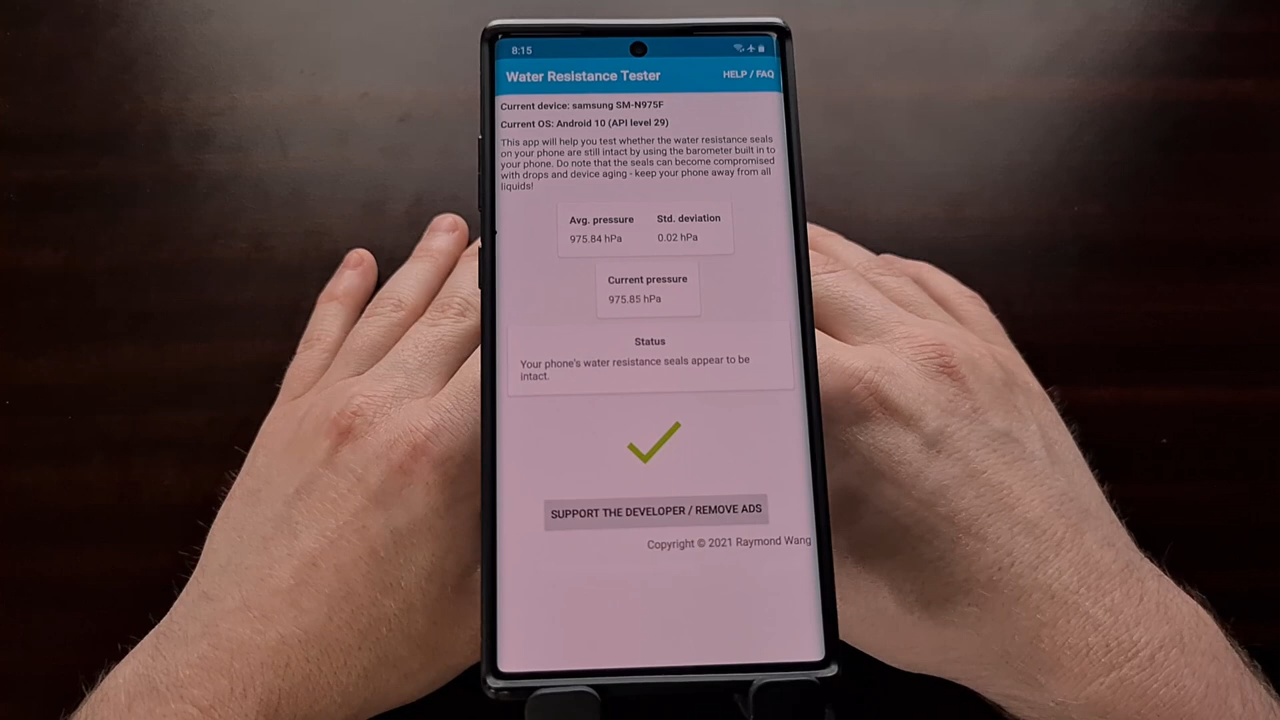 8:15
Water Resistance Tester
HELP / FAQ
Current device: samsung SM-N975F
Current OS: Android 10 (API level 29)
This app will help you test whether the water resistance seals
on your phone are still intact by using the barometer built in to
your phone. Do note that the seals can become compromised
with drops and device aging - keep your phone away from all
liquids!
Avg. pressure
Std. deviation
975.84 hPa
0.02 hPa
Current pressure
975.85 hPa
Status
Your phone's water resistance seals appear to be
intact.
SUPPORT THE DEVELOPER / REMOVE ADS
Copyright © 2021 Raymond Wang